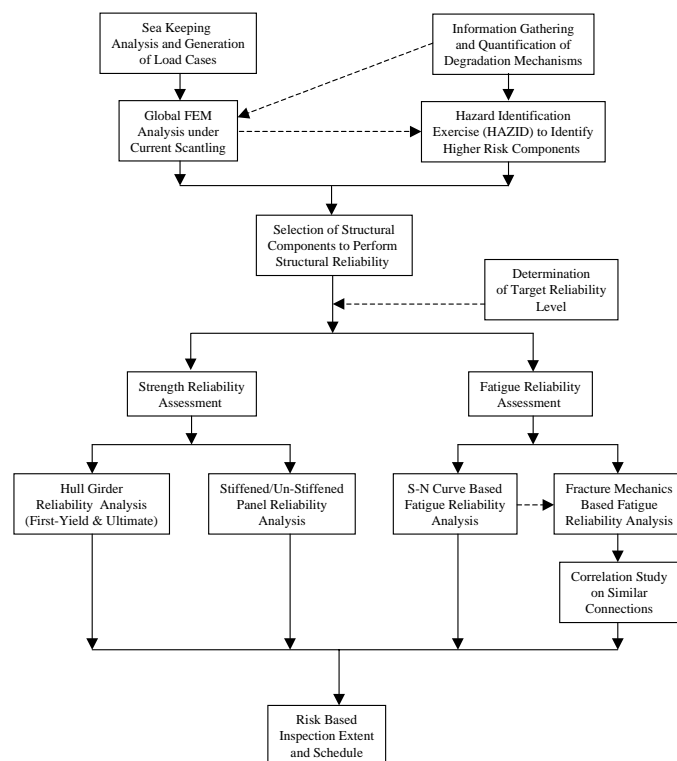 Sea Keeping
Analysis and Generation
of Load Cases
Information Gathering
and Quantification of
Degradation Mechanisms
Global FEM
Analysis under
Current Scantling
Hazard Identification
Exercise (HAZID) to Identify
Higher Risk Components
Selection of Structural
Components to Perform
Structural Reliability
Determination
of Target Reliability
Level
Strength Reliability
Assessment
Fatigue Reliability
Assessment
Hull Girder
Reliability Analysis
(First-Yield & Ultimate)
Stiffened/Un-Stiffened
Panel Reliability
Analysis
S-N Curve Based
Fatigue Reliability
Analysis
Fracture Mechanics
Based Fatigue
Reliability Analysis
Correlation Study
on Similar
Connections
Risk Based
Inspection Extent
and Schedule